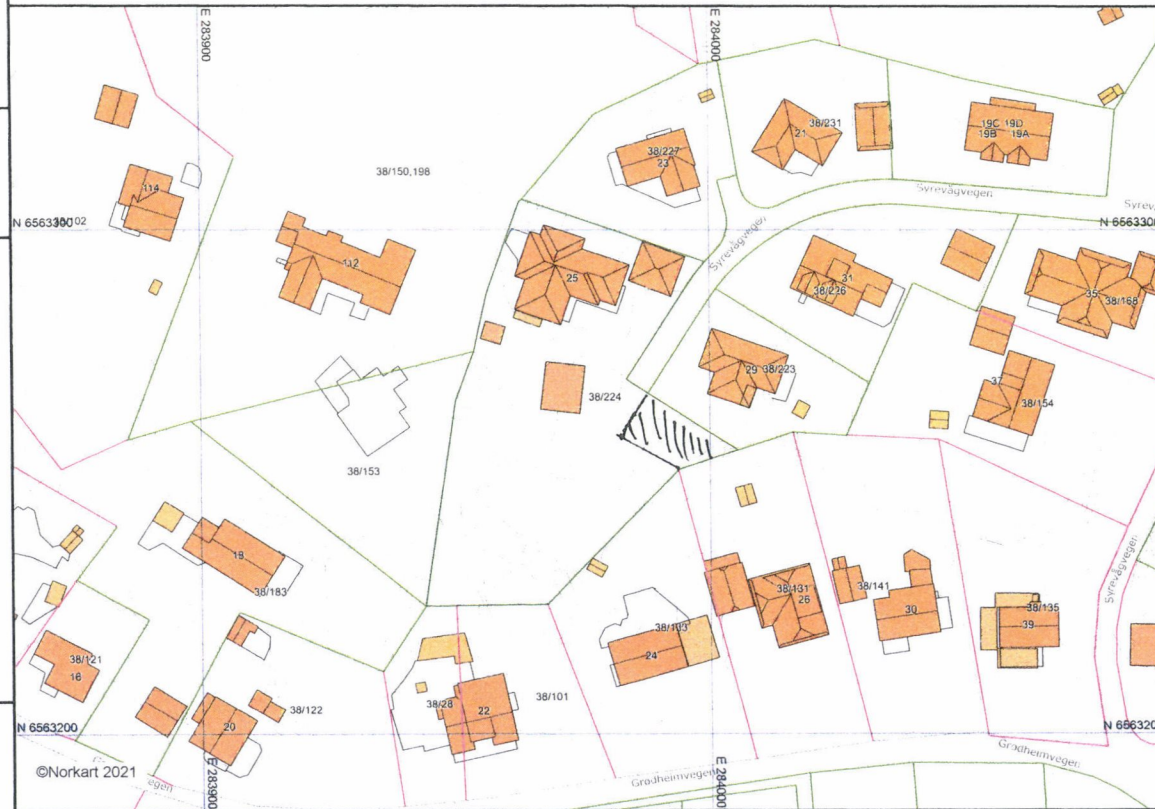 E 283900
E 284000
38/231
21
19C 19D
19B 19A
38/227
23
38/150,198
114
Syrevågvegen
N 6563300
38/102
N 6563300
Syrevågvegen
112
25
31
38/226
35
38/168
29 38/223
37
38/154
38/224
38/153
19
38/183
Syrevågvegen
38/131
26
38/141
30
38/135
39
38/121
18
24
38/101
38/28
22
38/122
20
N 6563200
Grødheimvegen
Grødheimvegen
©Norkart 2021
E 283900
E 284000